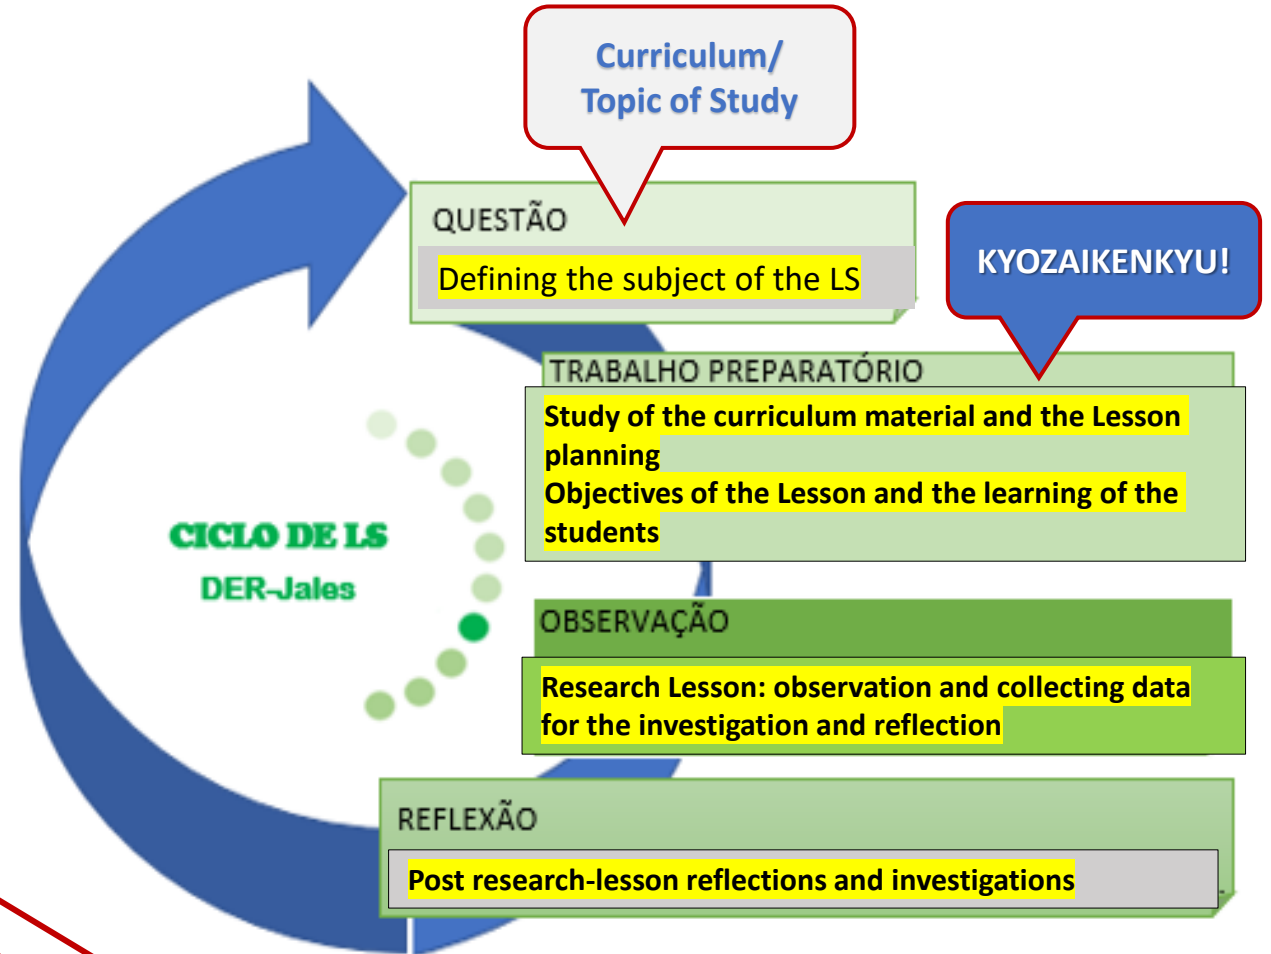 Curriculum/
Topic of Study
QUESTÃO
Defining the subject of the LS
KYOZAIKENKYU!
TRABALHO PREPARATÓRIO
Study of the curriculum material and the Lesson
planning
Objectives of the Lesson and the learning of the
students
CICLO DE LS
DER-Jales
OBSERVAÇÃO
Research Lesson: observation and collecting data
for the investigation and reflection
REFLEXÃO
Post research-lesson reflections and investigations